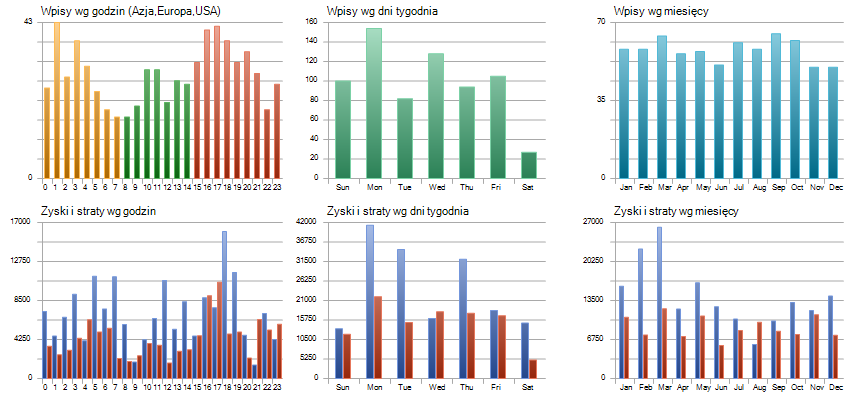 Wpisy wg godzin (Azja,Europa,USA)
43
0
0 1 2 3 4 5 6 7 8 9 10 11 12 13 14 15 16 17 18 19 20 21 22 23
Wpisy wg dni tygodnia
160
140
120
100
80
60
40
20
0
Sun Mon Tue Wed Thu Fri Sat
Wpisy wg miesięcy
70
35
0
Jan Feb Mar Apr May Jun Jul Aug Sep Oct Nov Dec
Zyski i straty wg godzin
17000
12750
8500
4250
0
0 1 2 3 4 5 6 7 8 9 10 11 12 13 14 15 16 17 18 19 20 21 22 23
Zyski i straty wg dni tygodnia
42000
36750
31500
26250
21000
15750
10500
5250
0
Sun Mon Tue Wed Thu Fri Sat
Zyski i straty wg miesięcy
27000
20250
13500
6750
0
Jan Feb Mar Apr May Jun Jul Aug Sep Oct Nov Dec